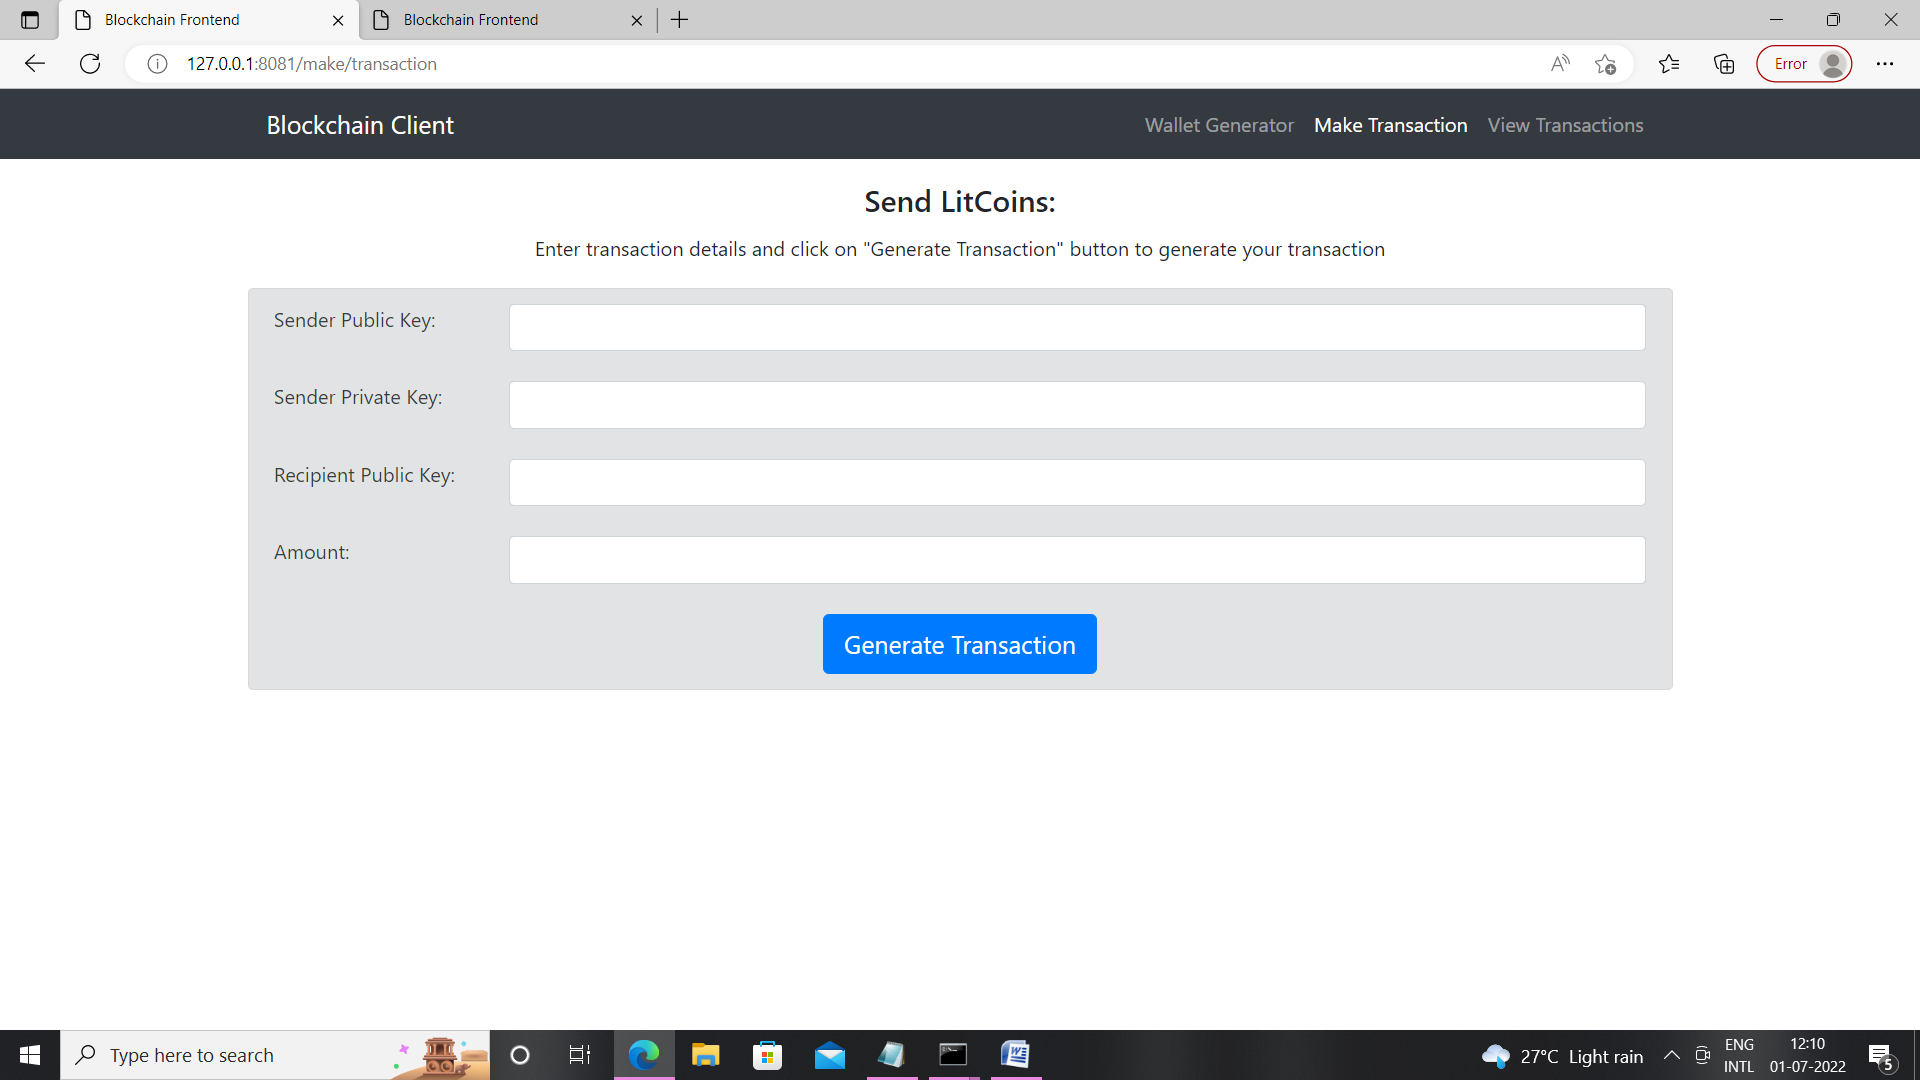 Blockchain Frontend
Blockchain Frontend
127.0.0.1:8081/make/transaction
Error
Blockchain Client
Wallet Generator
Make Transaction
View Transactions
Send LitCoins:
Enter transaction details and click on "Generate Transaction" button to generate your transaction
Sender Public Key:
Sender Private Key:
Recipient Public Key:
Amount:
Generate Transaction
Type here to search
27°C Light rain
ENG
INTL
12:10
01-07-2022
5